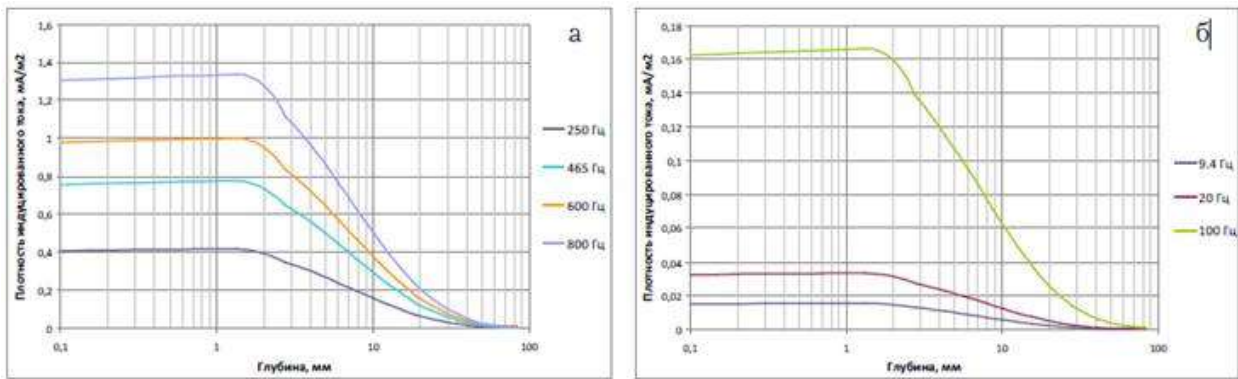 а
Плотность индуцированного тока, мА/м2
1,6
1,4
1,2
1
0,8
0,6
0,4
0,2
0
0,1
1
10
100
Глубина, мм
250 Гц
465 Гц
600 Гц
800 Гц
б
Плотность индуцированного тока, мА/м2
0,18
0,16
0,14
0,12
0,1
0,08
0,06
0,04
0,02
0
0,1
1
10
100
Глубина, мм
9.4 Гц
20 Гц
100 Гц